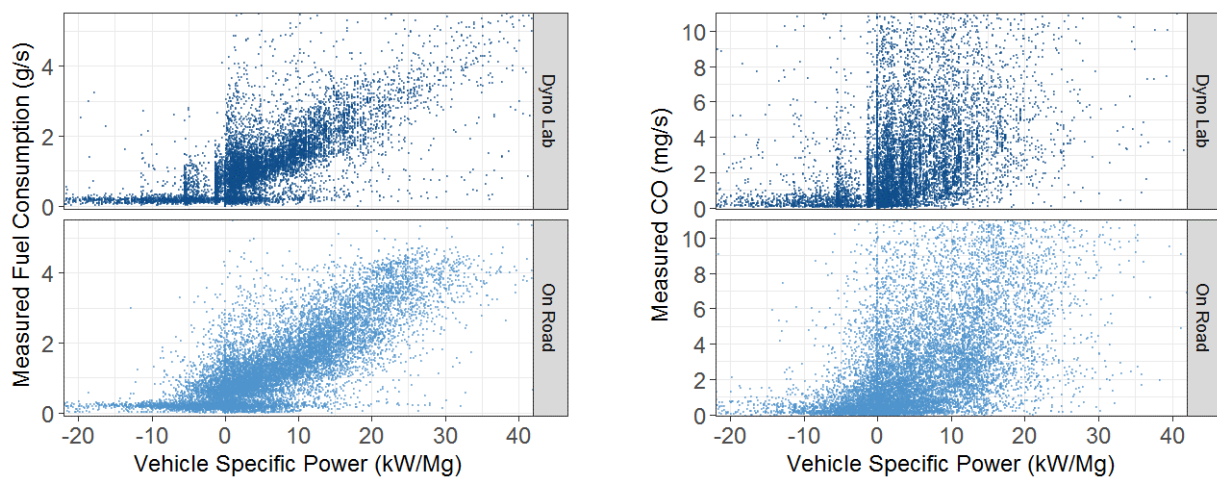 Measured Fuel Consumption (g/s)
4
2
0
Dyno Lab
4
2
0
On Road
-20 -10 0 10 20 30 40
Vehicle Specific Power (kW/Mg)
Measured CO (mg/s)
10
8
6
4
2
0
Dyno Lab
10
8
6
4
2
0
On Road
-20 -10 0 10 20 30 40
Vehicle Specific Power (kW/Mg)